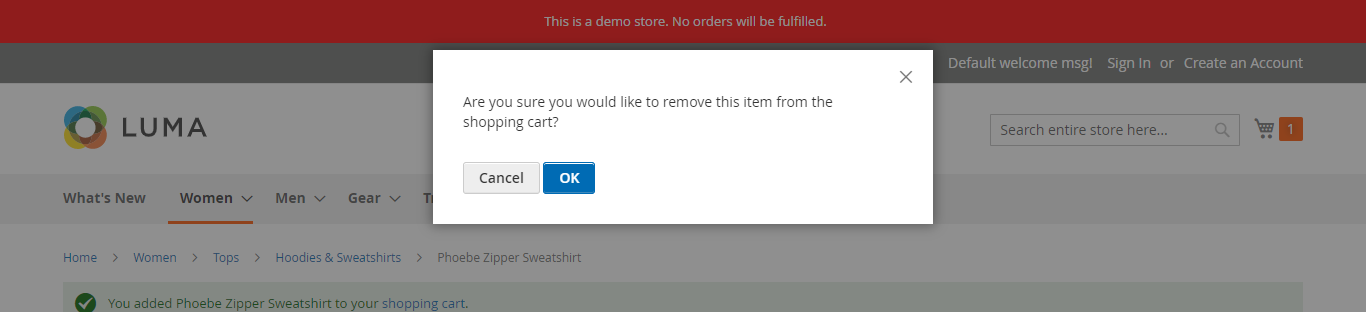 This is a demo store. No orders will be fulfilled.
Default welcome msg! Sign In or Create an Account
LUMA
Search entire store here...
1
Are you sure you would like to remove this item from the
shopping cart?
Cancel OK
What's New Women Men Gear
Home Women Tops Hoodies & Sweatshirts Phoebe Zipper Sweatshirt
You added Phoebe Zipper Sweatshirt to your shopping cart.